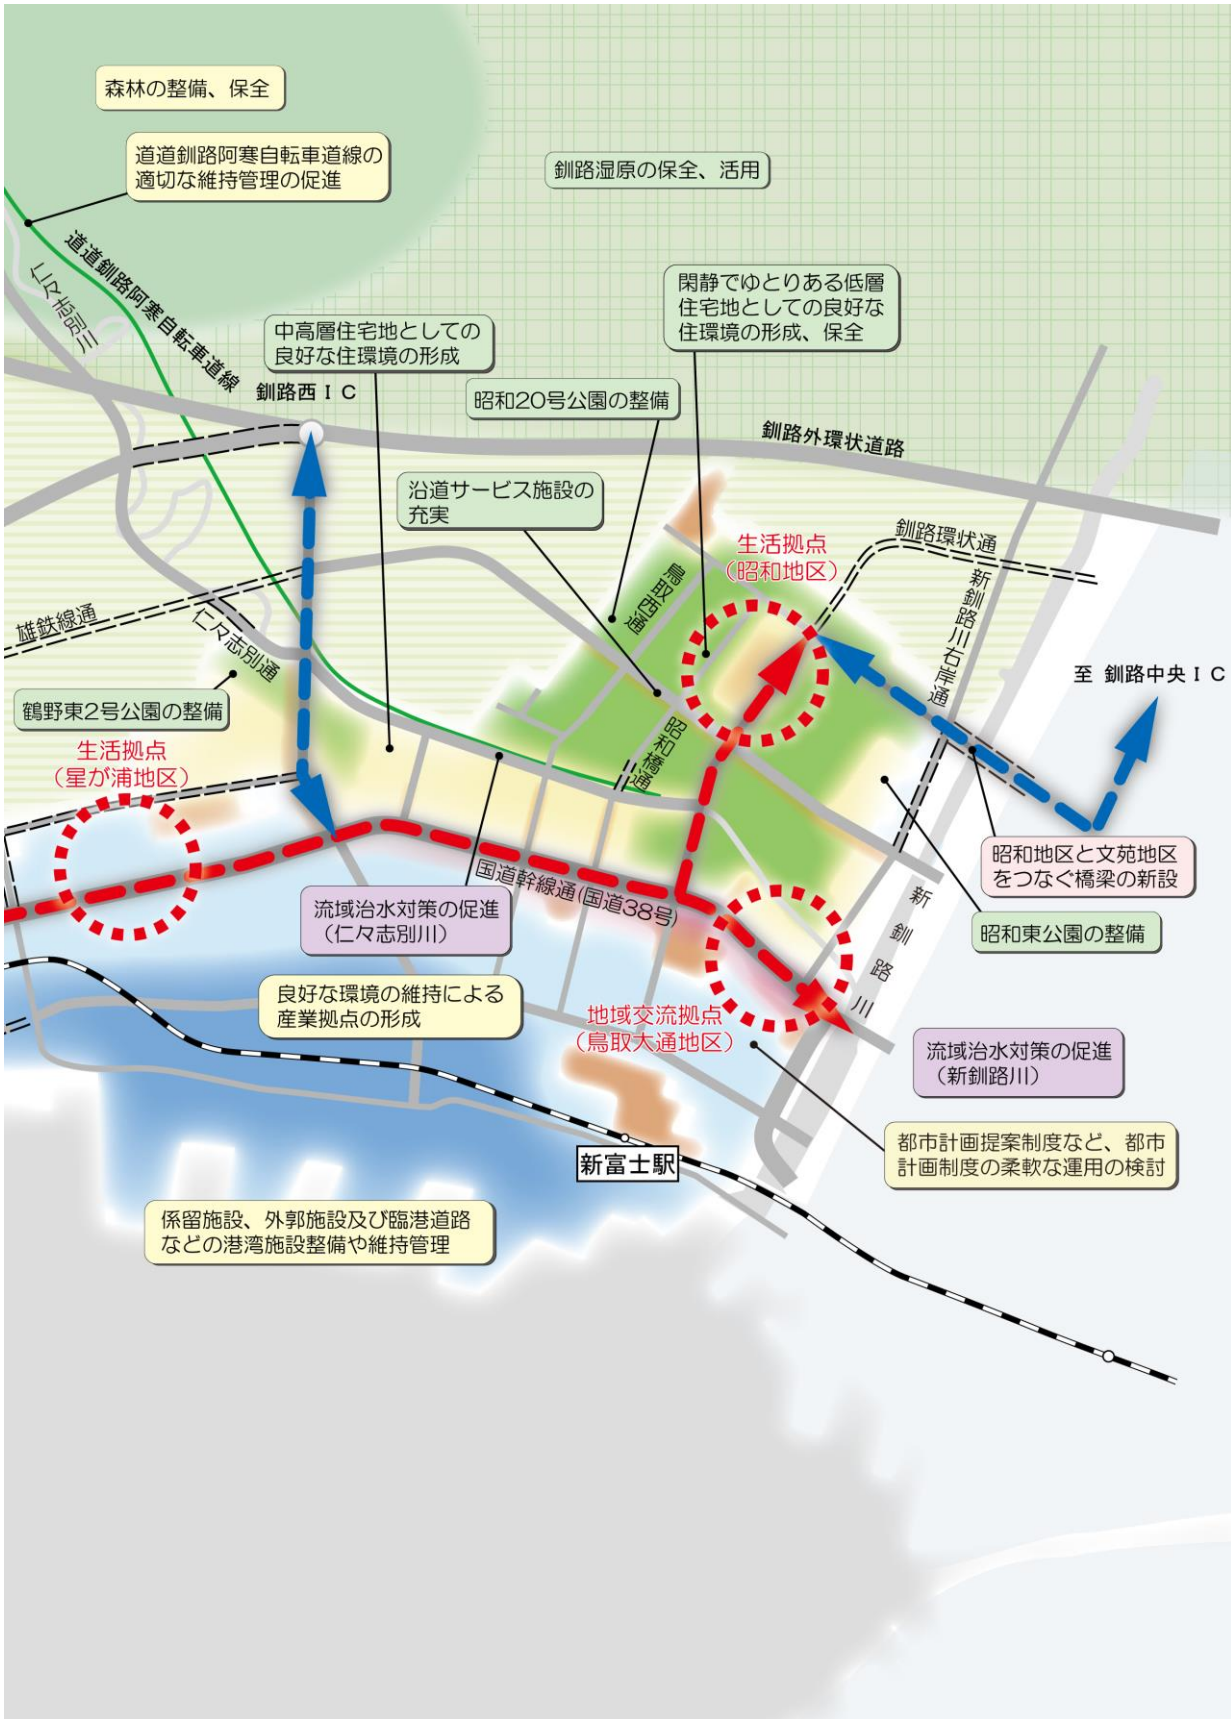 森林の整備、保全
道道釧路阿寒自転車道線の
適切な維持管理の促進
釧路湿原の保全、活用
道道釧路阿寒自転車道線
仁々志別川
閑静でゆとりある低層
住宅地としての良好な
住環境の形成、保全
中高層住宅地としての
良好な住環境の形成
釧路西ＩＣ
昭和20号公園の整備
釧路外環状道路
沿道サービス施設の
充実
生活拠点
（昭和地区）
釧路環状通
鳥取西通
新釧路川右岸通
雄鉄線通
仁々志別通
至 釧路中央ＩＣ
鶴野東2号公園の整備
昭和橋通
生活拠点
（星が浦地区）
昭和地区と文苑地区
をつなぐ橋梁の新設
国道幹線通(国道38号)
流域治水対策の促進
（仁々志別川）
新釧路川
昭和東公園の整備
良好な環境の維持による
産業拠点の形成
地域交流拠点
（鳥取大通地区）
流域治水対策の促進
（新釧路川）
都市計画提案制度など、都市
計画制度の柔軟な運用の検討
新富士駅
係留施設、外郭施設及び臨港道路
などの港湾施設整備や維持管理